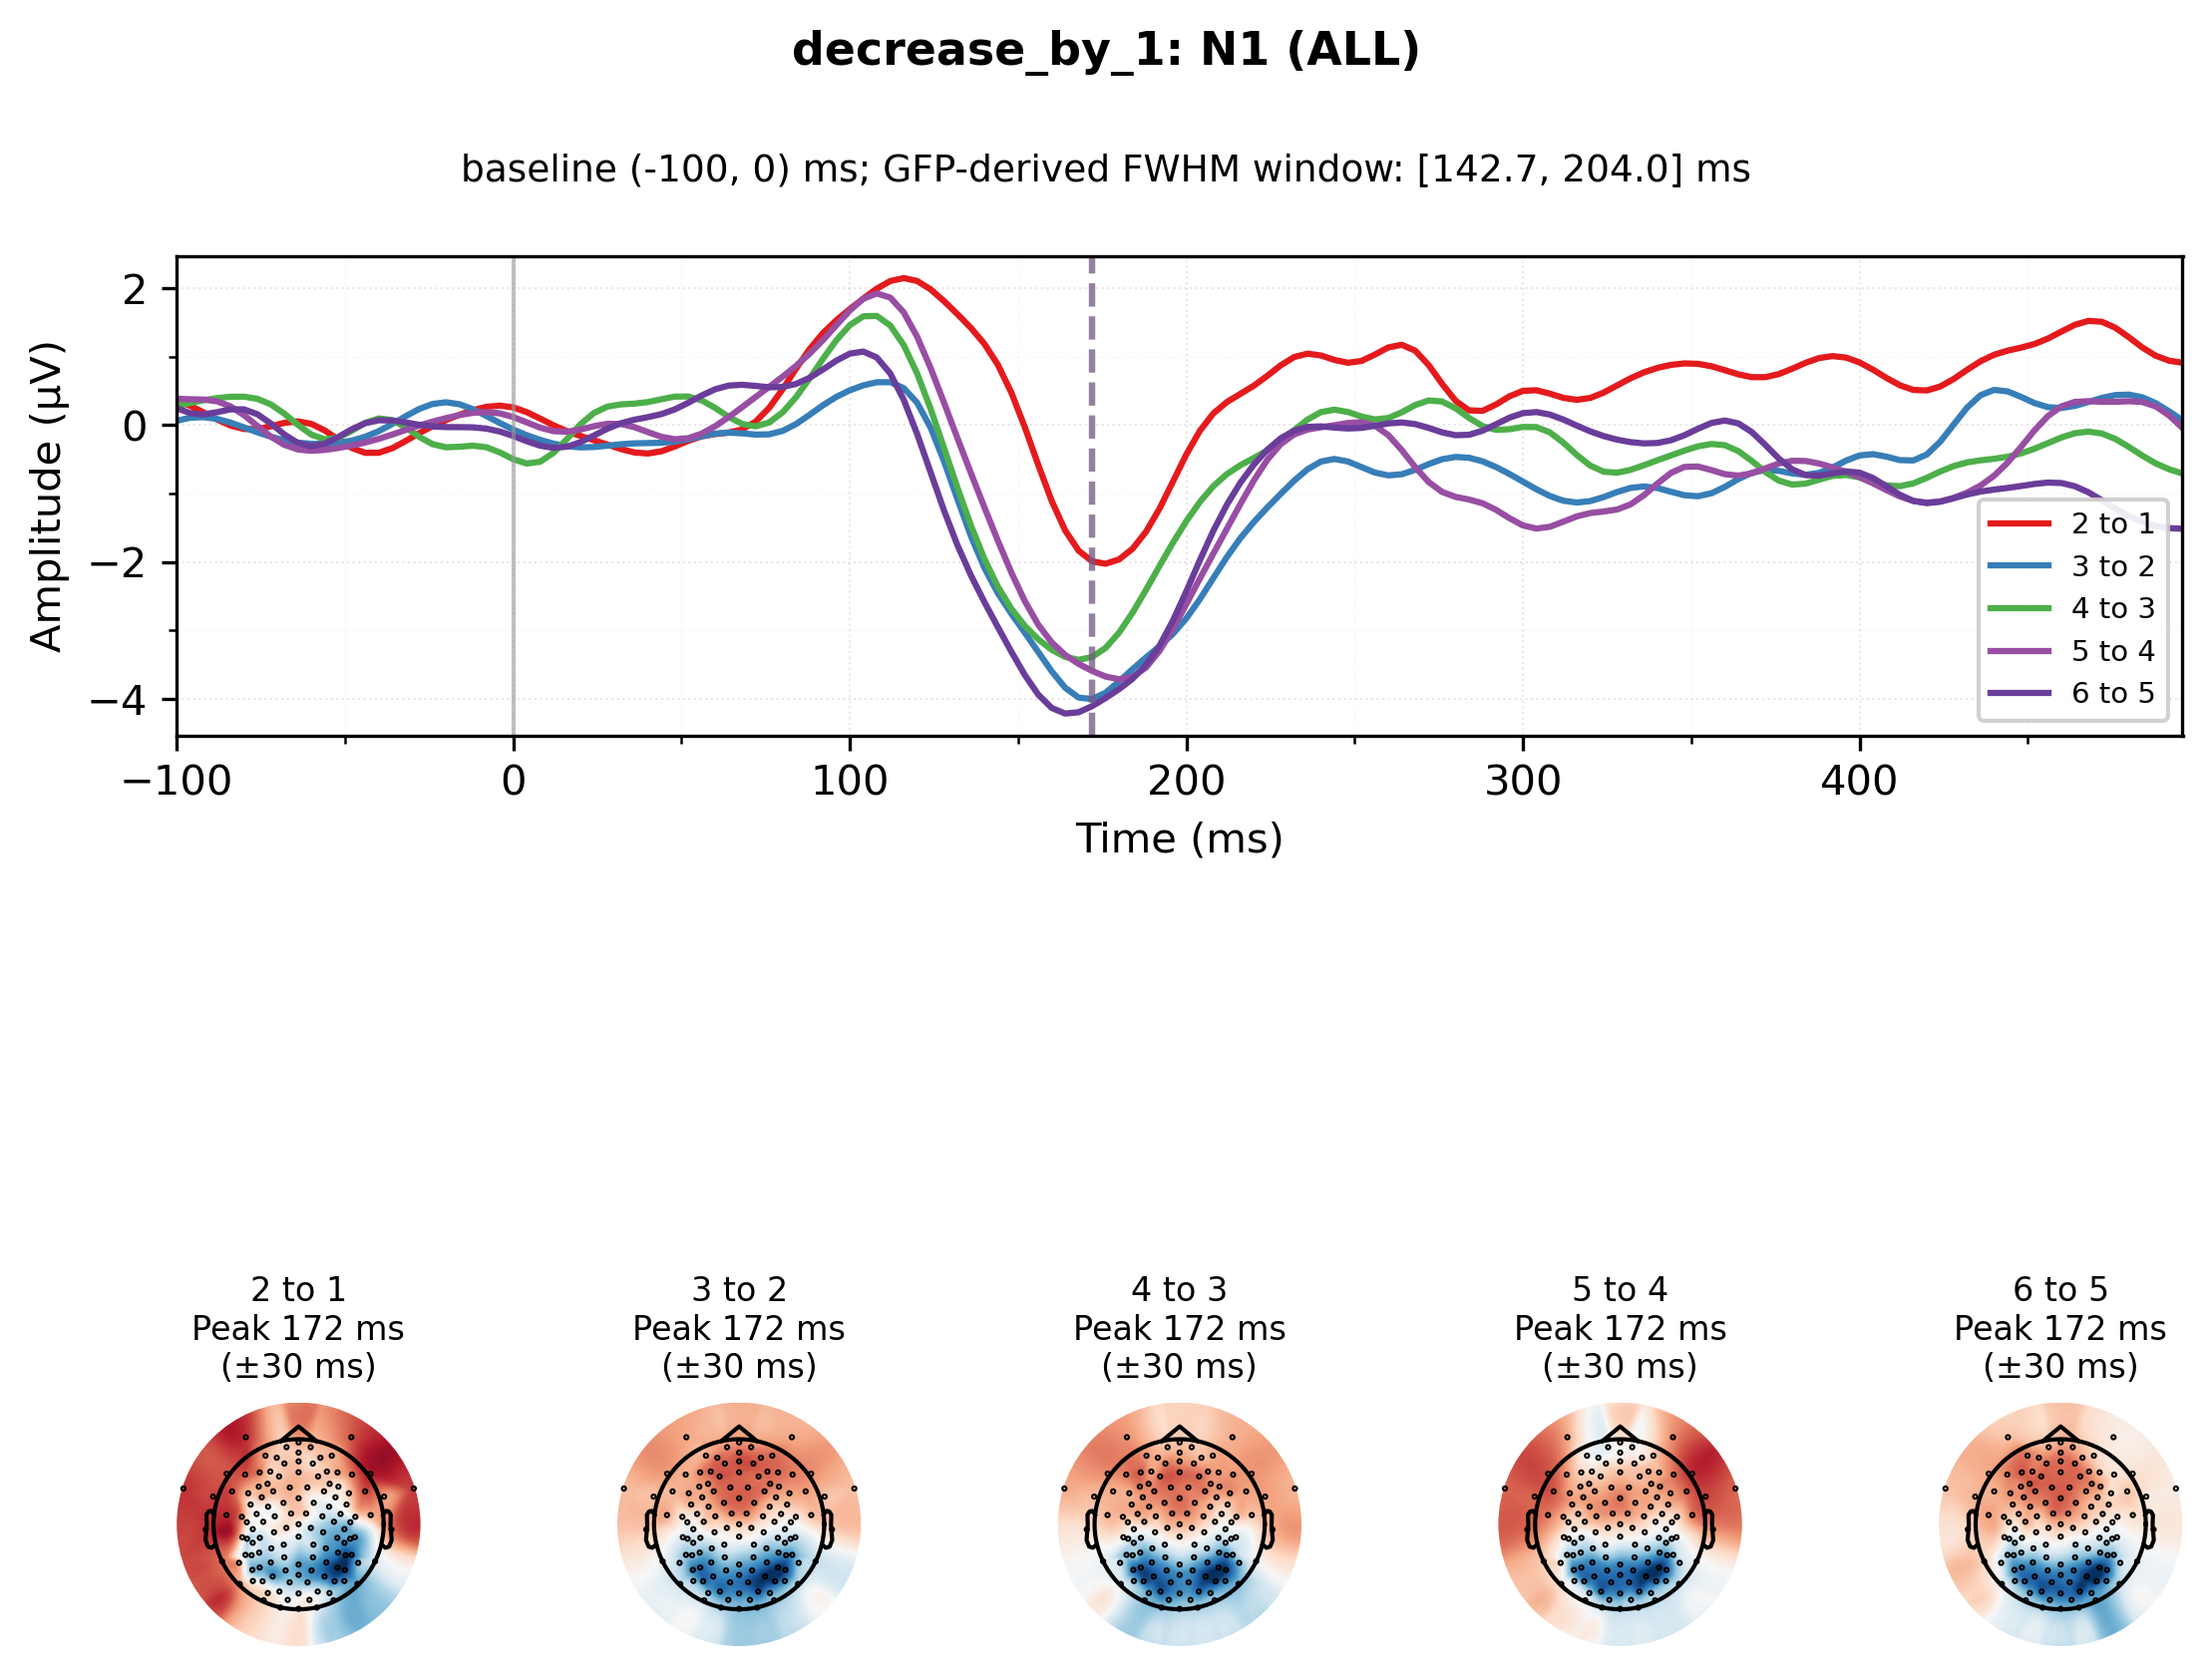 decrease_by_1: N1 (ALL)
baseline (-100, 0) ms; GFP-derived FWHM window: [142.7, 204.0] ms
Amplitude (µV)
2
0
−2
−4
2 to 1
3 to 2
4 to 3
5 to 4
6 to 5
−100 0 100 200 300 400
Time (ms)
2 to 1 3 to 2 4 to 3 5 to 4 6 to 5
Peak 172 ms Peak 172 ms Peak 172 ms Peak 172 ms Peak 172 ms
(±30 ms) (±30 ms) (±30 ms) (±30 ms) (±30 ms)